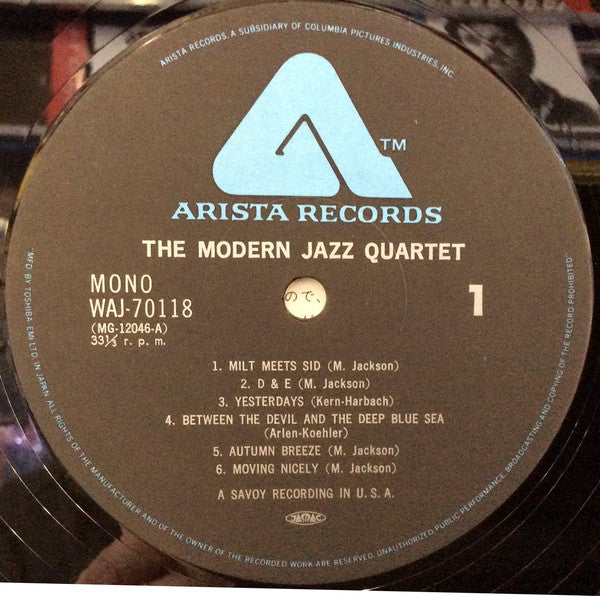 ARISTA RECORDS, A SUBSIDIARY OF COLUMBIA PICTURES INDUSTRIES, INC.
TM
ARISTA RECORDS
THE MODERN JAZZ QUARTET
MONO
WAJ-70118
(MG-12046-A)
33⅓ r. p. m.
1
ので、
1. MILT MEETS SID (M. Jackson)
2. D & E (M. Jackson)
3. YESTERDAYS (Kern-Harbach)
4. BETWEEN THE DEVIL AND THE DEEP BLUE SEA
(Arlen-Koehler)
5. AUTUMN BREEZE (M. Jackson)
6. MOVING NICELY (M. Jackson)
A SAVOY RECORDING IN U. S. A.
JASRAC
"MFD. BY TOSHIBA EMI LTD. IN JAPAN ALL RIGHTS OF THE MANUFACTURER AND OF THE OWNER OF THE RECORDED WORK ARE RESERVED. UNAUTHORIZED PUBLIC PERFORMANCE, BROADCASTING AND COPYING OF THE RECORD PROHIBITED"